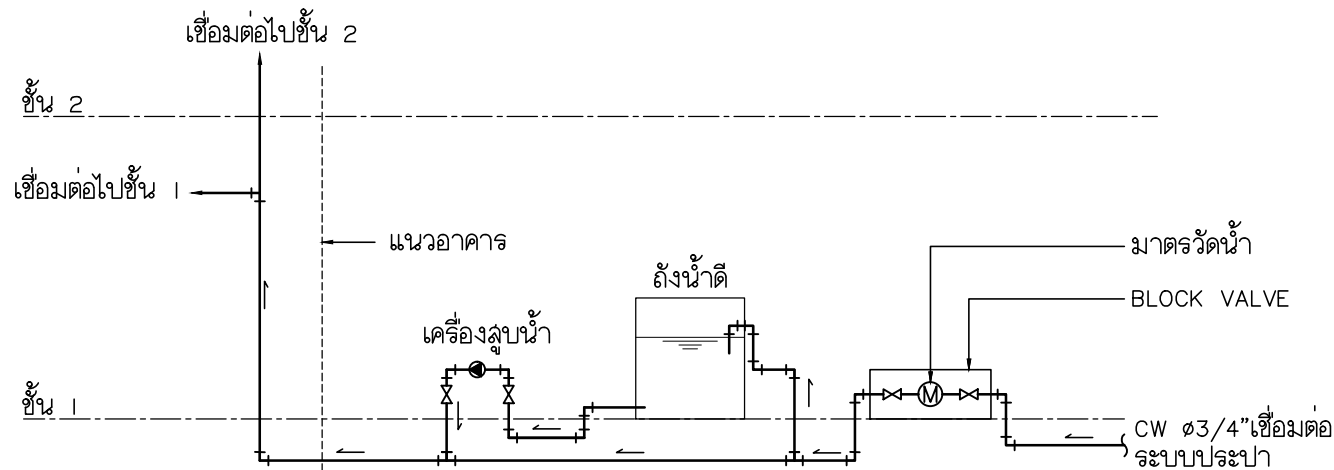 เชื่อมต่อไปชั้น 2
ชั้น 2
เชื่อมต่อไปชั้น 1
แนวอาคาร
มาตรวัดน้ำ
ถังน้ำดี
BLOCK VALVE
เครื่องสูบน้ำ
M
ชั้น 1
CW ø3/4"เชื่อมต่อ
ระบบประปา